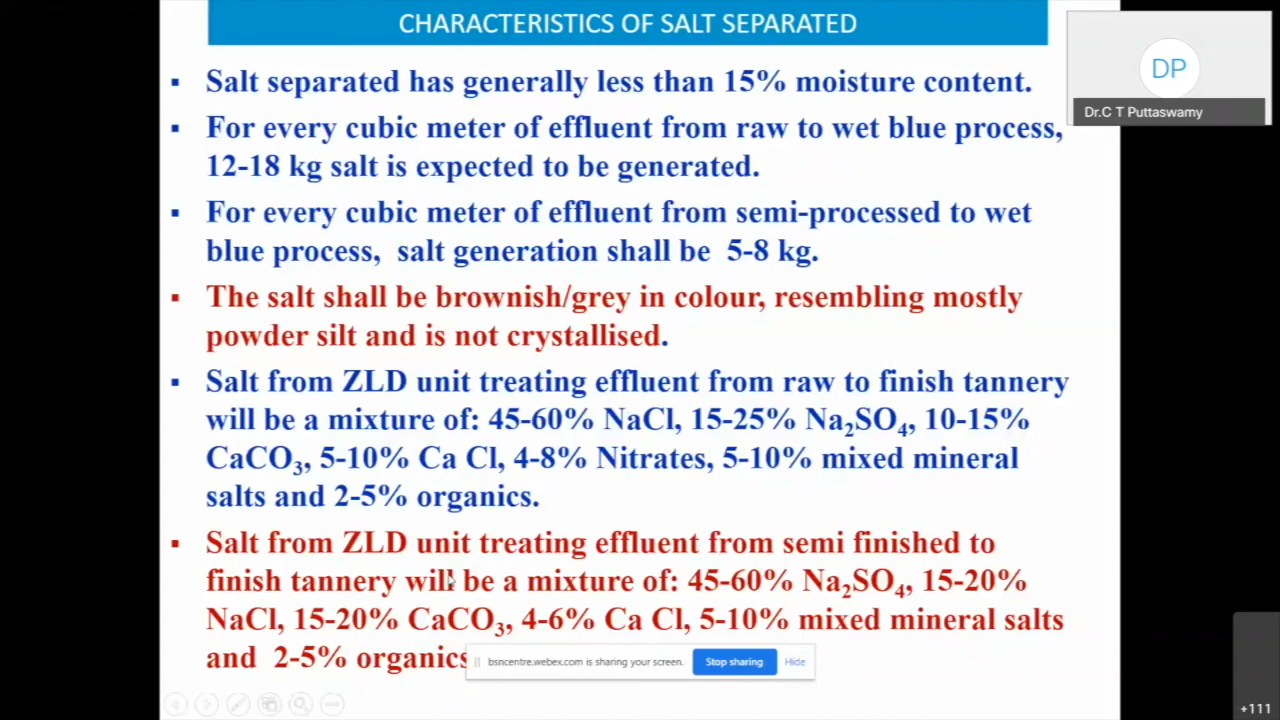 CHARACTERISTICS OF SALT SEPARATED
▪ Salt separated has generally less than 15% moisture content.
▪ For every cubic meter of effluent from raw to wet blue process,
12-18 kg salt is expected to be generated.
▪ For every cubic meter of effluent from semi-processed to wet
blue process, salt generation shall be 5-8 kg.
▪ The salt shall be brownish/grey in colour, resembling mostly
powder silt and is not crystallised.
▪ Salt from ZLD unit treating effluent from raw to finish tannery
will be a mixture of: 45-60% NaCl, 15-25% Na₂SO₄, 10-15%
CaCO₃, 5-10% Ca Cl, 4-8% Nitrates, 5-10% mixed mineral
salts and 2-5% organics.
▪ Salt from ZLD unit treating effluent from semi finished to
finish tannery will be a mixture of: 45-60% Na₂SO₄, 15-20%
NaCl, 15-20% CaCO₃, 4-6% Ca Cl, 5-10% mixed mineral salts
and 2-5% organics
bsncentre.webex.com is sharing your screen. Stop sharing Hide
DP
Dr.C T Puttaswamy
+111